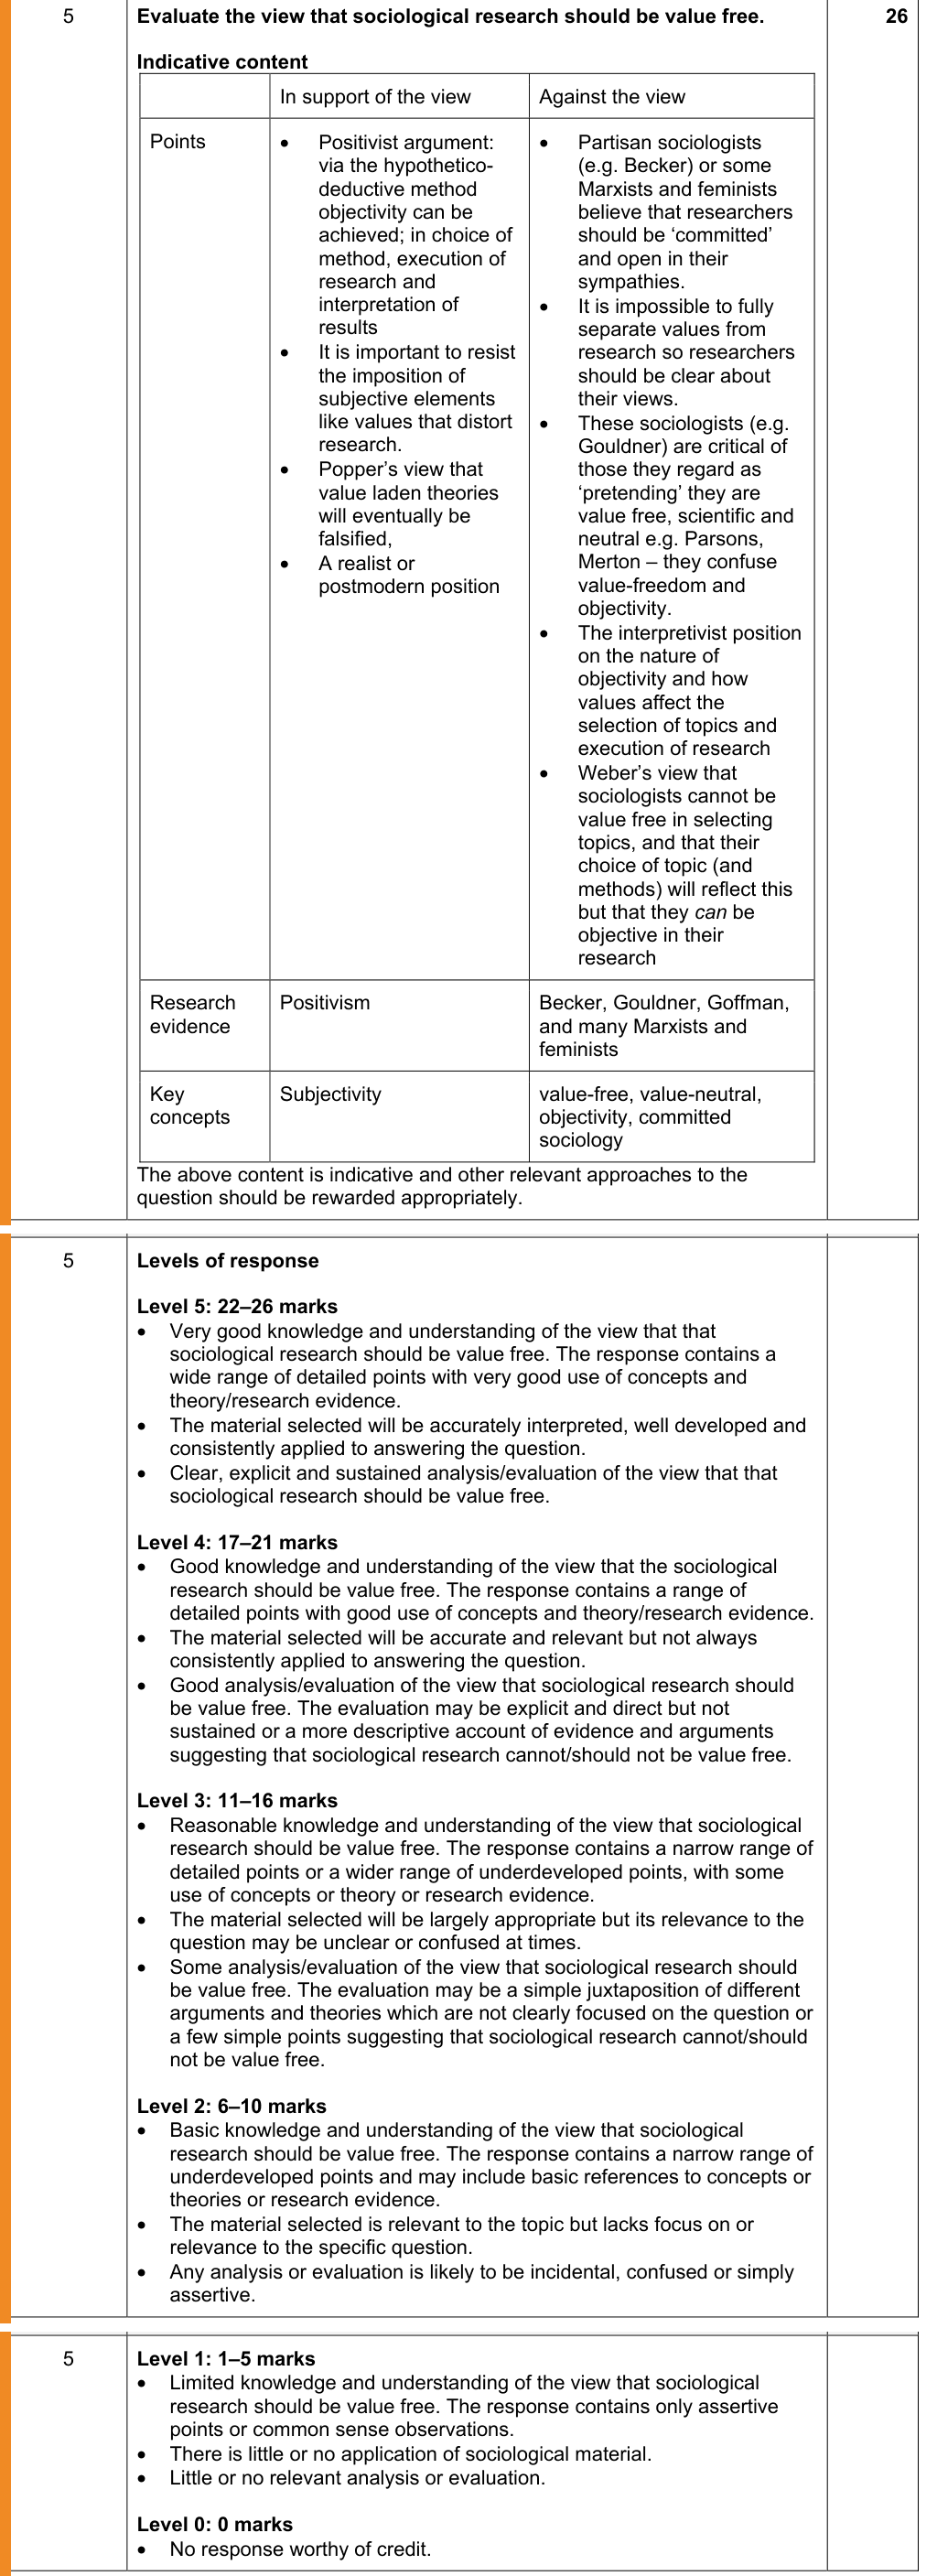 5
Evaluate the view that sociological research should be value free.
26
Indicative content
In support of the view
Against the view
Points
• Positivist argument:
via the hypothetico-
deductive method
objectivity can be
achieved; in choice of
method, execution of
research and
interpretation of
results
• It is important to resist
the imposition of
subjective elements
like values that distort
research.
• Popper’s view that
value laden theories
will eventually be
falsified,
• A realist or
postmodern position
• Partisan sociologists
(e.g. Becker) or some
Marxists and feminists
believe that researchers
should be ‘committed’
and open in their
sympathies.
• It is impossible to fully
separate values from
research so researchers
should be clear about
their views.
• These sociologists (e.g.
Gouldner) are critical of
those they regard as
‘pretending’ they are
value free, scientific and
neutral e.g. Parsons,
Merton – they confuse
value-freedom and
objectivity.
• The interpretivist position
on the nature of
objectivity and how
values affect the
selection of topics and
execution of research
• Weber’s view that
sociologists cannot be
value free in selecting
topics, and that their
choice of topic (and
methods) will reflect this
but that they can be
objective in their
research
Research
evidence
Positivism
Becker, Gouldner, Goffman,
and many Marxists and
feminists
Key
concepts
Subjectivity
value-free, value-neutral,
objectivity, committed
sociology
The above content is indicative and other relevant approaches to the
question should be rewarded appropriately.
5
Levels of response
Level 5: 22–26 marks
• Very good knowledge and understanding of the view that that
sociological research should be value free. The response contains a
wide range of detailed points with very good use of concepts and
theory/research evidence.
• The material selected will be accurately interpreted, well developed and
consistently applied to answering the question.
• Clear, explicit and sustained analysis/evaluation of the view that that
sociological research should be value free.
Level 4: 17–21 marks
• Good knowledge and understanding of the view that the sociological
research should be value free. The response contains a range of
detailed points with good use of concepts and theory/research evidence.
• The material selected will be accurate and relevant but not always
consistently applied to answering the question.
• Good analysis/evaluation of the view that sociological research should
be value free. The evaluation may be explicit and direct but not
sustained or a more descriptive account of evidence and arguments
suggesting that sociological research cannot/should not be value free.
Level 3: 11–16 marks
• Reasonable knowledge and understanding of the view that sociological
research should be value free. The response contains a narrow range of
detailed points or a wider range of underdeveloped points, with some
use of concepts or theory or research evidence.
• The material selected will be largely appropriate but its relevance to the
question may be unclear or confused at times.
• Some analysis/evaluation of the view that sociological research should
be value free. The evaluation may be a simple juxtaposition of different
arguments and theories which are not clearly focused on the question or
a few simple points suggesting that sociological research cannot/should
not be value free.
Level 2: 6–10 marks
• Basic knowledge and understanding of the view that sociological
research should be value free. The response contains a narrow range of
underdeveloped points and may include basic references to concepts or
theories or research evidence.
• The material selected is relevant to the topic but lacks focus on or
relevance to the specific question.
• Any analysis or evaluation is likely to be incidental, confused or simply
assertive.
5
Level 1: 1–5 marks
• Limited knowledge and understanding of the view that sociological
research should be value free. The response contains only assertive
points or common sense observations.
• There is little or no application of sociological material.
• Little or no relevant analysis or evaluation.
Level 0: 0 marks
• No response worthy of credit.